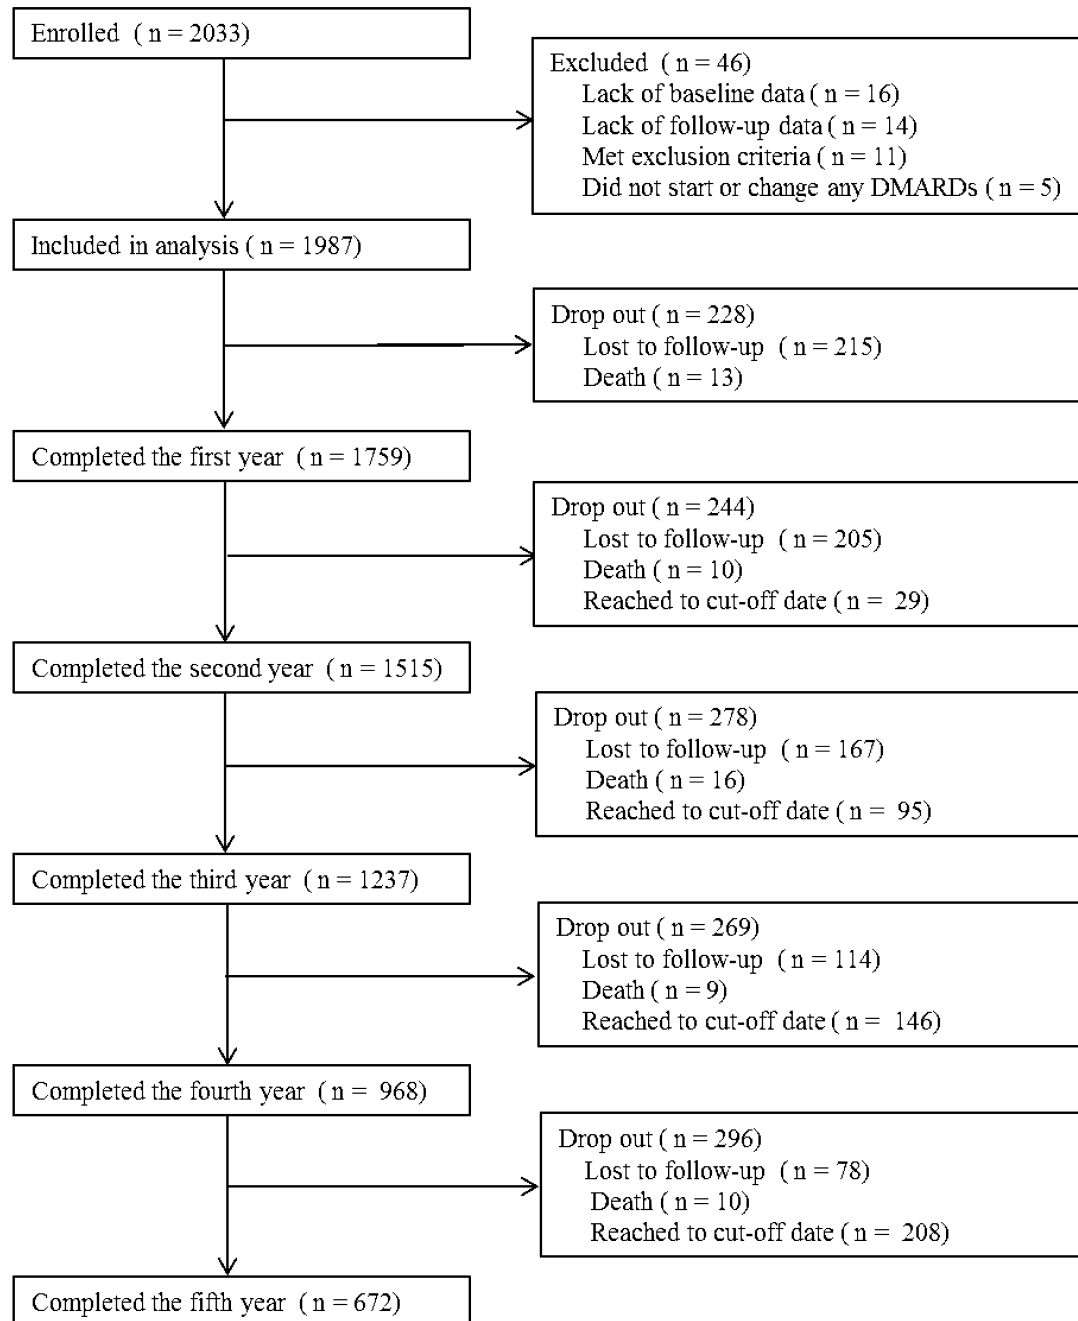 Enrolled ( n = 2033)
Excluded ( n = 46)
Lack of baseline data ( n = 16)
Lack of follow-up data ( n = 14)
Met exclusion criteria ( n = 11)
Did not start or change any DMARDs ( n = 5)
Included in analysis ( n = 1987)
Drop out ( n = 228)
Lost to follow-up ( n = 215)
Death ( n = 13)
Completed the first year ( n = 1759)
Drop out ( n = 244)
Lost to follow-up ( n = 205)
Death ( n = 10)
Reached to cut-off date ( n = 29)
Completed the second year ( n = 1515)
Drop out ( n = 278)
Lost to follow-up ( n = 167)
Death ( n = 16)
Reached to cut-off date ( n = 95)
Completed the third year ( n = 1237)
Drop out ( n = 269)
Lost to follow-up ( n = 114)
Death ( n = 9)
Reached to cut-off date ( n = 146)
Completed the fourth year ( n = 968)
Drop out ( n = 296)
Lost to follow-up ( n = 78)
Death ( n = 10)
Reached to cut-off date ( n = 208)
Completed the fifth year ( n = 672)